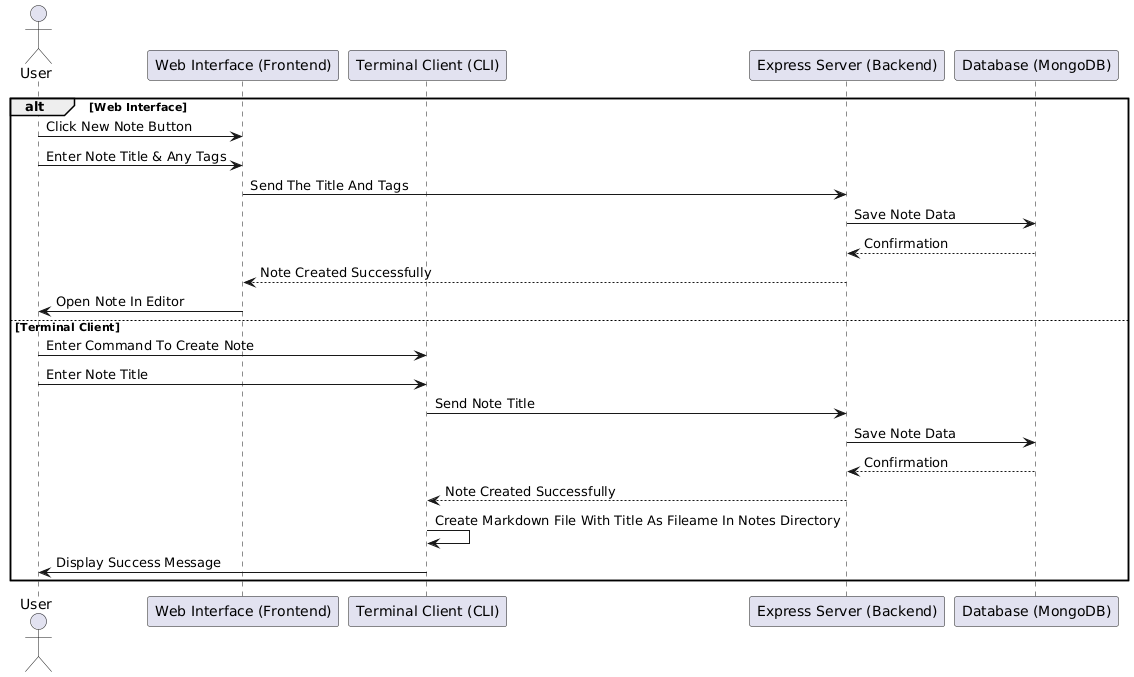 User
Web Interface (Frontend)
Terminal Client (CLI)
Express Server (Backend)
Database (MongoDB)
alt [Web Interface]
Click New Note Button
Enter Note Title & Any Tags
Send The Title And Tags
Save Note Data
Confirmation
Note Created Successfully
Open Note In Editor
[Terminal Client]
Enter Command To Create Note
Enter Note Title
Send Note Title
Save Note Data
Confirmation
Note Created Successfully
Create Markdown File With Title As Fileame In Notes Directory
Display Success Message
User
Web Interface (Frontend)
Terminal Client (CLI)
Express Server (Backend)
Database (MongoDB)